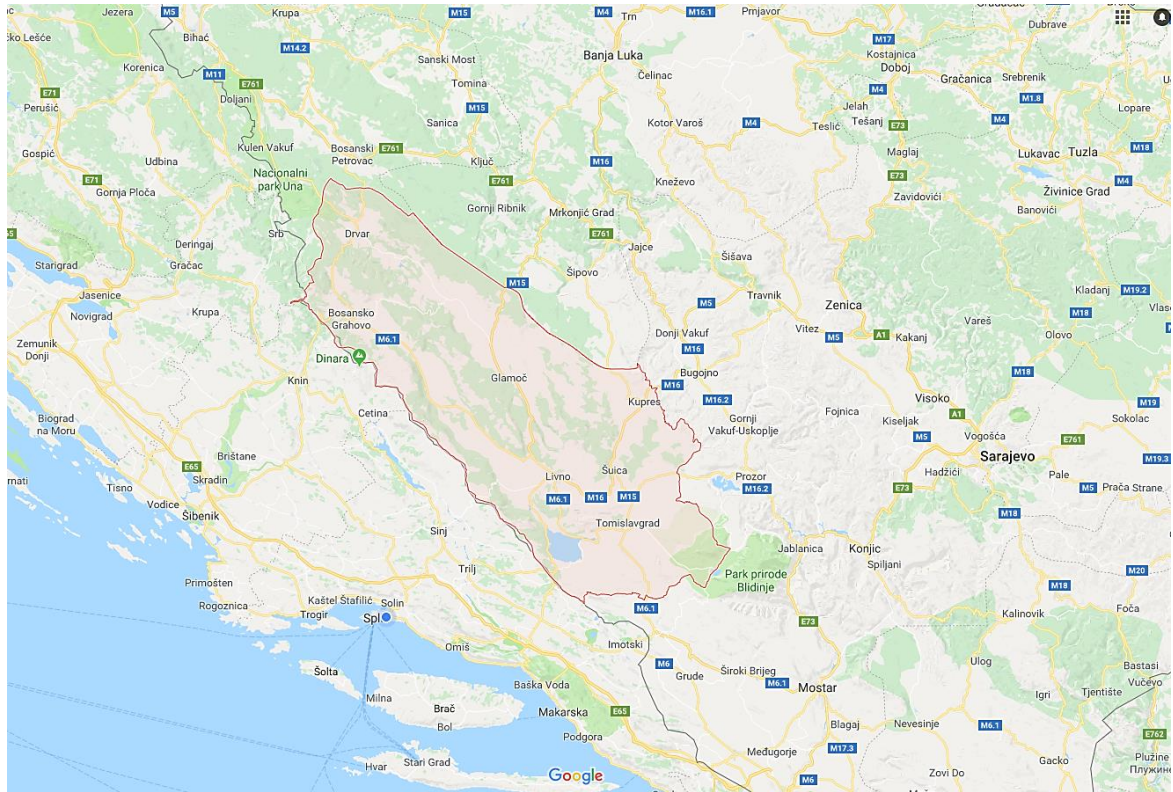 Jezera
M5
Krupa
M15
M4
Trn
M16.1
Prnjavor
Dubrave
Bihać
M14.2
Sanski Most
Banja Luka
M17
Kostajnica
Doboj
Korenica
M11
Tomina
Čelinac
Gračanica
Srebrenik
E71
Perušić
Doljani
E761
M15
M4
M1.8
Lopare
Sanica
Kotor Varoš
M4
Jelah
Tešanj
E73
Teslić
M4
Gospić
Udbina
Kulen Vakuf
Bosanski
Petrovac
E761
Ključ
M16
Maglaj
Lukavac
Tuzla
M18
E71
Gornja Ploča
Nacionalni
park Una
E761
Kneževo
E73
Zavidovići
M4
Živinice Grad
Banovići
Gornji Ribnik
Mrkonjić Grad
E761
Srb
Drvar
Deringaj
Gračac
Jajce
Šišava
Starigrad
Šipovo
M15
Kladanj
M19.2
Jasenice
Novigrad
Krupa
Bosansko
Grahovo
M5
Travnik
Zenica
M18
Vareš
Olovo
Zemunik
Donji
M6.1
Donji Vakuf
M16
Vitez
M5
A1
Kakanj
Dinara
Knin
Glamoč
Bugojno
M16
M18
Biograd
na Moru
Cetina
Kupres
M16.2
Gornji
Vakuf-Uskoplje
Fojnica
Kiseljak
Visoko
A1
M19
Sokolac
M5
Vogošća
E761
Brištane
E65
Skradin
Livno
Šuica
Prozor
M16.2
Sarajevo
Hadžići
Pale
M19.3
M5
Prača Strane
Tisno
Vodice
Šibenik
M6.1
M16
M15
E73
M18
Tomislavgrad
Sinj
Jablanica
Konjic
Spiljani
Primošten
Rogoznica
Trilj
Park prirode
Blidinje
M20
M18
Kaštel Štafilić
Solin
Trogir
Spl
M6.1
E73
Kalinovik
Foča
Omiš
Imotski
Šolta
M6
Grude
Široki Brijeg
M6.1
Mostar
Ulog
Bastasi
Vučevo
Tjentište
Igri
Milna
Brač
Bol
Baška Voda
Makarska
E65
Podgora
Blagaj
Nevesinje
M6.1
E762
Hvar
Stari Grad
Google
Međugorje
M17.3
M6
Zovi Do
Gacko
Plužine